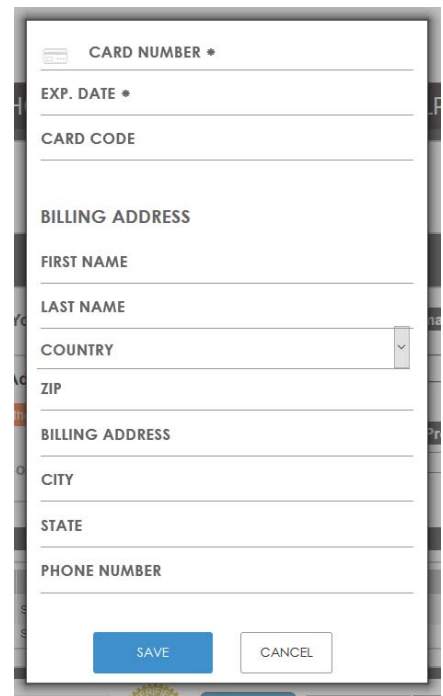 CARD NUMBER *
EXP. DATE *
CARD CODE
BILLING ADDRESS
FIRST NAME
LAST NAME
COUNTRY
ZIP
BILLING ADDRESS
CITY
STATE
PHONE NUMBER
SAVE
CANCEL